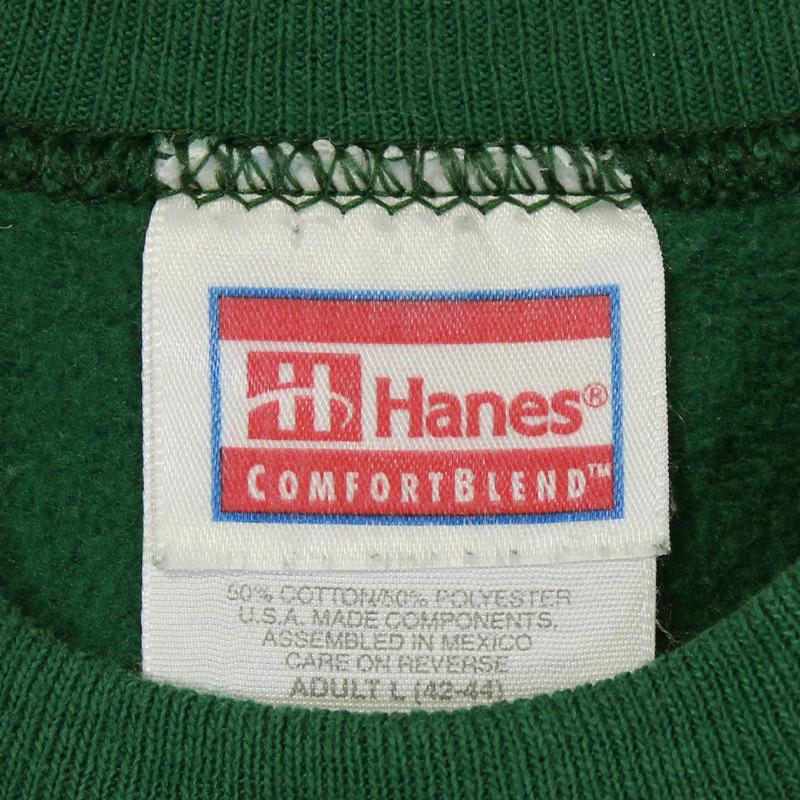 H Hanes®
COMFORTBLEND™
50% COTTON/50% POLYESTER
U.S.A. MADE COMPONENTS.
ASSEMBLED IN MEXICO
CARE ON REVERSE
ADULT L (42-44)